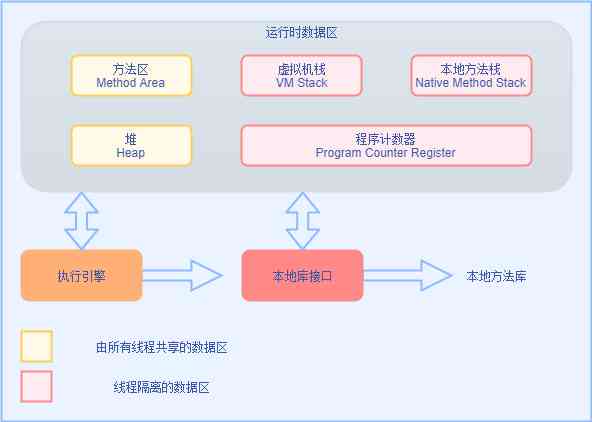 运行时数据区
方法区
Method Area
虚拟机栈
VM Stack
本地方法栈
Native Method Stack
堆
Heap
程序计数器
Program Counter Register
执行引擎
本地库接口
本地方法库
由所有线程共享的数据区
线程隔离的数据区